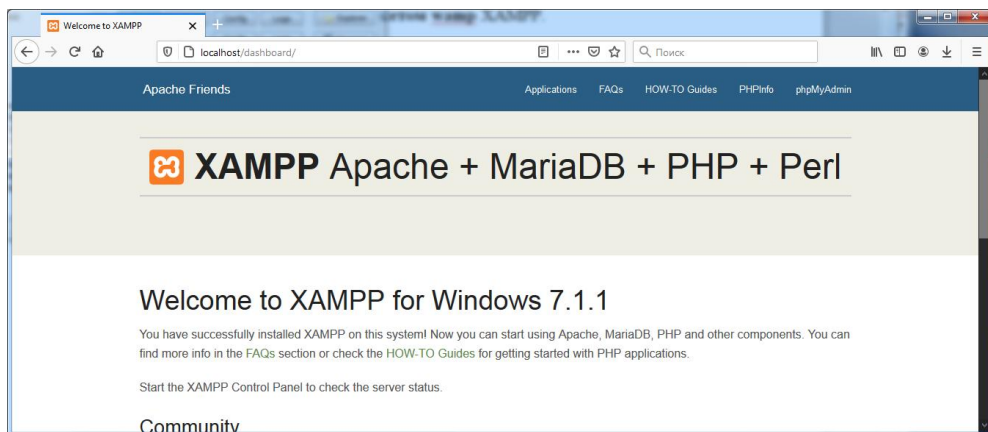 ретом wamp XAMPP.
Welcome to XAMPP
localhost/dashboard/
Поиск
Apache Friends
Applications FAQs HOW-TO Guides PHPInfo phpMyAdmin
XAMPP Apache + MariaDB + PHP + Perl
Welcome to XAMPP for Windows 7.1.1
You have successfully installed XAMPP on this system! Now you can start using Apache, MariaDB, PHP and other components. You can
find more info in the FAQs section or check the HOW-TO Guides for getting started with PHP applications.
Start the XAMPP Control Panel to check the server status.
Community